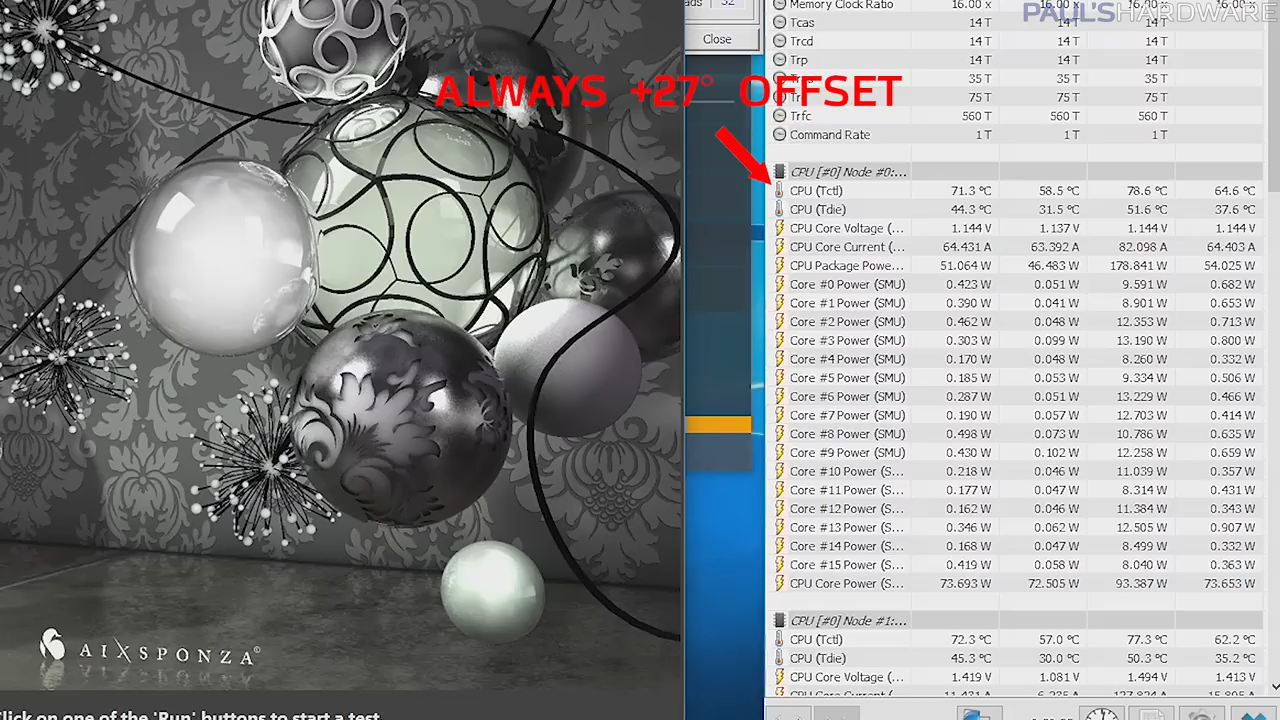 ads 32
Close
PAUL'SHARDWARE
ALWAYS +27° OFFSET
Memory Clock Ratio 16.00 x 16.00 x 16.00 x
Tcas 14 T 14 T 14 T
Trcd 14 T 14 T 14 T
Trp 14 T 14 T 14 T
35 T 35 T 35 T
75 T 75 T 75 T
Trfc 560 T 560 T 560 T
Command Rate 1 T 1 T 1 T
CPU [#0] Node #0:...
CPU (Tctl) 71.3 °C 58.5 °C 78.6 °C 64.6 °C
CPU (Tdie) 44.3 °C 31.5 °C 51.6 °C 37.6 °C
CPU Core Voltage (... 1.144 V 1.137 V 1.144 V 1.144 V
CPU Core Current (... 64.431 A 63.392 A 82.098 A 64.403 A
CPU Package Powe... 51.064 W 46.483 W 178.841 W 54.025 W
Core #0 Power (SMU) 0.423 W 0.051 W 9.591 W 0.682 W
Core #1 Power (SMU) 0.390 W 0.041 W 8.901 W 0.653 W
Core #2 Power (SMU) 0.462 W 0.048 W 12.353 W 0.713 W
Core #3 Power (SMU) 0.303 W 0.099 W 13.190 W 0.800 W
Core #4 Power (SMU) 0.170 W 0.048 W 8.260 W 0.332 W
Core #5 Power (SMU) 0.185 W 0.053 W 9.334 W 0.506 W
Core #6 Power (SMU) 0.287 W 0.051 W 13.229 W 0.466 W
Core #7 Power (SMU) 0.190 W 0.057 W 11.703 W 0.414 W
Core #8 Power (SMU) 0.498 W 0.073 W 10.786 W 0.635 W
Core #9 Power (SMU) 0.430 W 0.102 W 12.258 W 0.659 W
Core #10 Power (S... 0.218 W 0.046 W 11.039 W 0.357 W
Core #11 Power (S... 0.177 W 0.047 W 8.314 W 0.431 W
Core #12 Power (S... 0.162 W 0.046 W 11.384 W 0.343 W
Core #13 Power (S... 0.346 W 0.062 W 12.505 W 0.907 W
Core #14 Power (S... 0.168 W 0.047 W 8.499 W 0.332 W
Core #15 Power (S... 0.419 W 0.058 W 8.040 W 0.363 W
CPU Core Power (S... 73.693 W 72.505 W 93.387 W 73.653 W
CPU [#0] Node #1:...
CPU (Tctl) 72.3 °C 57.0 °C 77.3 °C 62.2 °C
CPU (Tdie) 45.3 °C 30.0 °C 50.3 °C 35.2 °C
CPU Core Voltage (... 1.419 V 1.081 V 1.494 V 1.413 V
CPU Core Current (...
AIXSPONZA©
Click on one of the 'Run' buttons to start a test